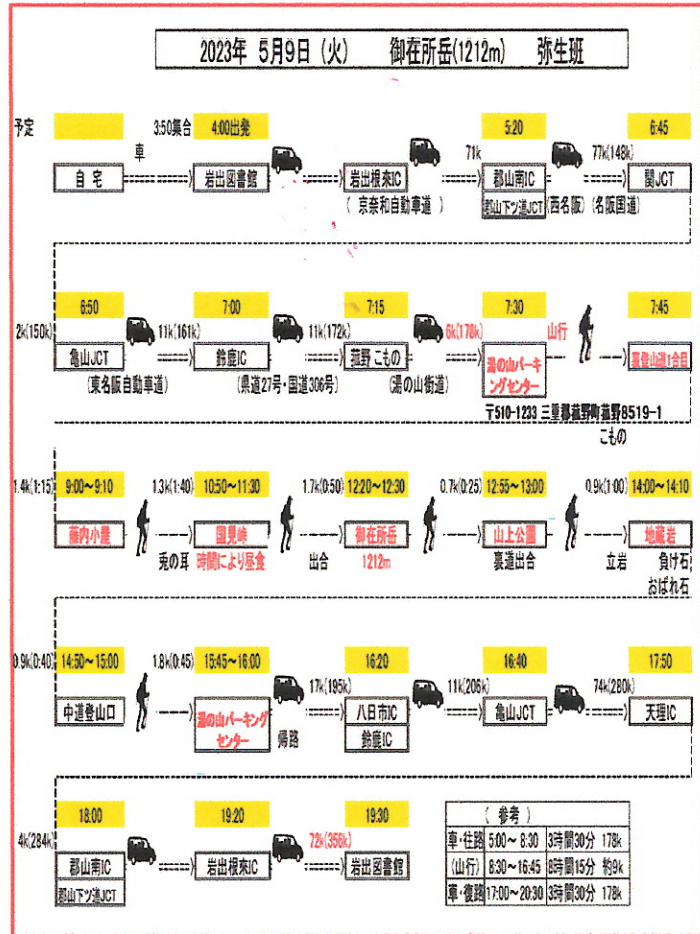 2023年 5月9日（火） 御在所岳(1212m) 弥生班
予定 3:50集合 4:00出発 5:20 6:45
車 71k 77k(148k)
自 宅 岩出図書館 岩出根来IC 郡山南IC 関JCT
( 京奈和自動車道 ) 郡山下ツ道JCT (西名阪) (名阪国道)
6:50 7:00 7:15 7:30 7:45
2k(150k) 11k(161k) 11k(172k) 6k(178k) 山行
亀山JCT 鈴鹿IC 菰野 こもの 湯の山パーキングセンター 裏登山道1合目
(東名阪自動車道) (県道27号・国道306号) (湯の山街道)
〒510-1233 三重郡菰野町菰野8519-1
こもの
1.4k(1:15) 9:00～9:10 1.3k(1:40) 10:50～11:30 1.7k(0:50) 12:20～12:30 0.7k(0:25) 12:55～13:00 0.9k(1:00) 14:00～14:10
藤内小屋 国見峠 御在所岳 山上公園 地蔵岩
兎の耳 時間により昼食 出合 1212m 裏道出合 立岩 負け石
おばれ石
0.9k(0:40) 14:50～15:00 1.8k(0:45) 15:45～16:00 16:20 16:40 17:50
17k(195k) 11k(206k) 74k(280k)
中道登山口 湯の山パーキングセンター 帰路 八日市IC 亀山JCT 天理IC
鈴鹿IC
18:00 19:20 19:30
4k(284k) 72k(356k)
郡山南IC 岩出根来IC 岩出図書館
郡山下ツ道JCT
( 参考 )
車・往路 5:00～8:30 3時間30分 178k
(山行) 8:30～16:45 8時間15分 約9k
車・復路 17:00～20:30 3時間30分 178k